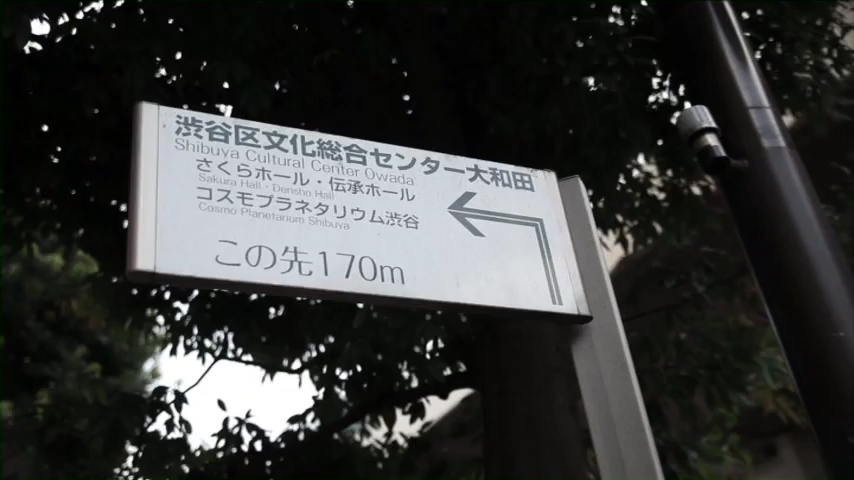 渋谷区文化総合センター大和田
Shibuya Cultural Center Owada
さくらホール・伝承ホール
Sakura Hall・Densho Hall
コスモプラネタリウム渋谷
Cosmo Planetarium Shibuya
この先170m